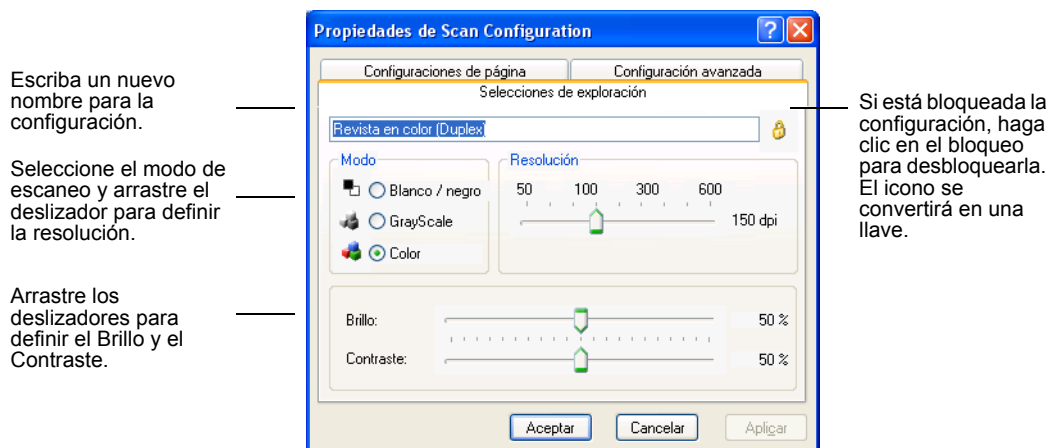 Propiedades de Scan Configuration
Configuraciones de página
Configuración avanzada
Selecciones de exploración
Escriba un nuevo
nombre para la
configuración.
Revista en color (Duplex)
Si está bloqueada la
configuración, haga
clic en el bloqueo
para desbloquearla.
El icono se
convertirá en una
llave.
Seleccione el modo de
escaneo y arrastre el
deslizador para definir
la resolución.
Modo
Blanco / negro
GrayScale
Color
Resolución
50 100 300 600
150 dpi
Arrastre los
deslizadores para
definir el Brillo y el
Contraste.
Brillo:
50 %
Contraste:
50 %
Aceptar
Cancelar
Aplicar